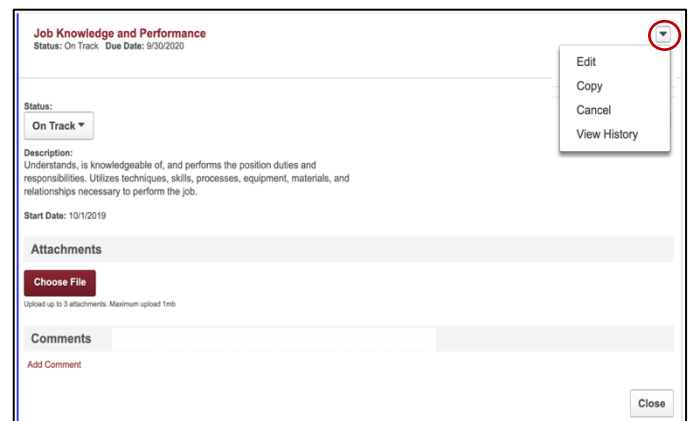 Job Knowledge and Performance
Status: On Track Due Date: 9/30/2020
Edit
Copy
Cancel
View History
Status:
On Track
Description:
Understands, is knowledgeable of, and performs the position duties and
responsibilities. Utilizes techniques, skills, processes, equipment, materials, and
relationships necessary to perform the job.
Start Date: 10/1/2019
Attachments
Choose File
Upload up to 3 attachments. Maximum upload 1mb
Comments
Add Comment
Close